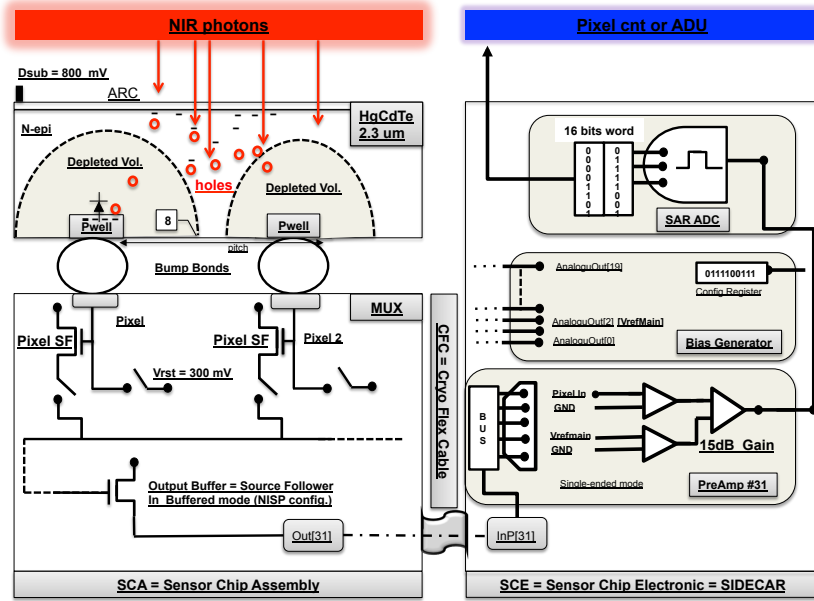 NIR photons
Pixel cnt or ADU
Dsub = 800 mV
ARC
HgCdTe
2.3 um
N-epi
Depleted Vol.
holes
Depleted Vol.
Pwell
8
Pwell
pitch
Bump Bonds
16 bits word
0 0 0 0 1 1 0 1
0 1 1 1 1 0 0 1
SAR ADC
AnaloguOut[19]
0111100111
Config Register
AnaloguOut[2] [VrefMain]
AnaloguOut[0]
Bias Generator
MUX
Pixel
Pixel SF
Pixel SF
Pixel 2
Vrst = 300 mV
CFC = Cryo Flex Cable
BUS
Pixel In
GND
Vrefmain
GND
15dB Gain
Single-ended mode
PreAmp #31
Output Buffer = Source Follower
In Buffered mode (NISP config.)
Out[31]
InP[31]
SCA = Sensor Chip Assembly
SCE = Sensor Chip Electronic = SIDECAR